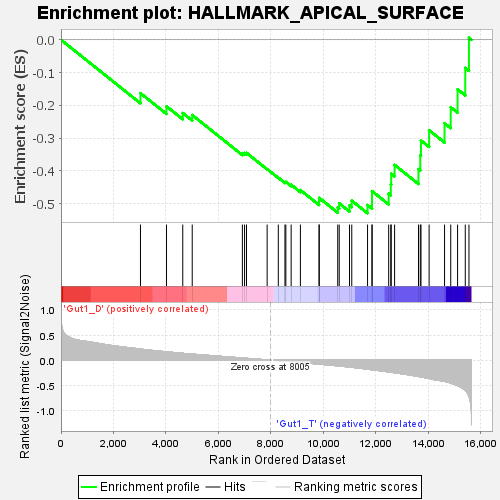 Enrichment plot: HALLMARK_APICAL_SURFACE
Enrichment score (ES)
0.0
-0.1
-0.2
-0.3
-0.4
-0.5
'Gut1_D' (positively correlated)
Ranked list metric (Signal2Noise)
1.0
0.5
0.0
-0.5
-1.0
Zero cross at 8005
'Gut1_T' (negatively correlated)
0
2,000
4,000
6,000
8,000
10,000
12,000
14,000
16,000
Rank in Ordered Dataset
Enrichment profile
Hits
Ranking metric scores